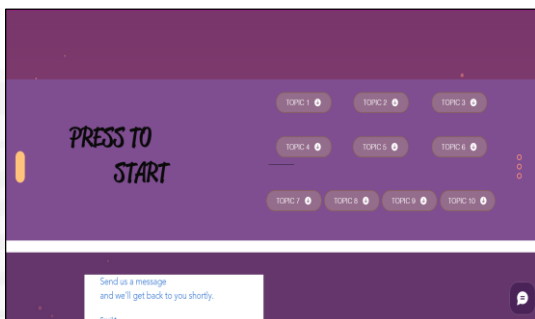 PRESS TO
START
TOPIC 1
TOPIC 2
TOPIC 3
TOPIC 4
TOPIC 5
TOPIC 6
TOPIC 7
TOPIC 8
TOPIC 9
TOPIC 10
Send us a message
and we'll get back to you shortly.